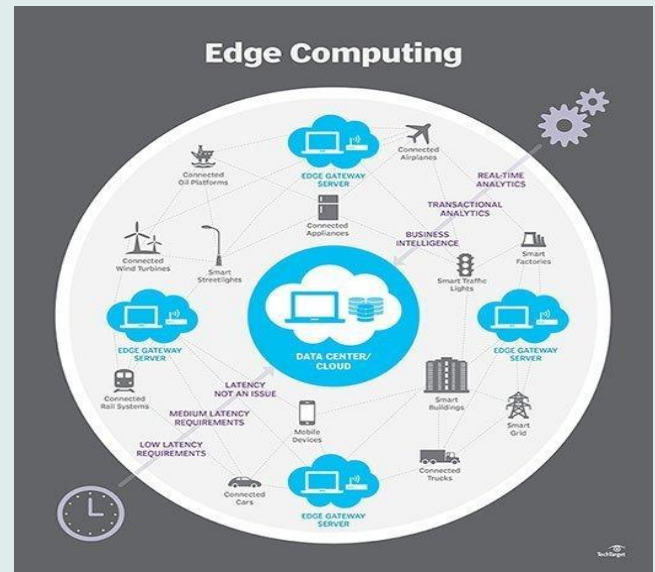 Edge Computing
Connected
Oil Platforms
EDGE GATEWAY
SERVER
Connected
Airplanes
REAL-TIME
ANALYTICS
TRANSACTIONAL
ANALYTICS
BUSINESS
INTELLIGENCE
Connected
Appliances
Connected
Wind Turbines
Smart
Streetlights
Smart Traffic
Lights
Smart
Factories
EDGE GATEWAY
SERVER
DATA CENTER/
CLOUD
EDGE GATEWAY
SERVER
Connected
Rail Systems
LATENCY
NOT AN ISSUE
MEDIUM LATENCY
REQUIREMENTS
LOW LATENCY
REQUIREMENTS
Mobile
Devices
Smart
Buildings
Smart
Grid
Connected
Cars
EDGE GATEWAY
SERVER
Connected
Trucks
TechTarget